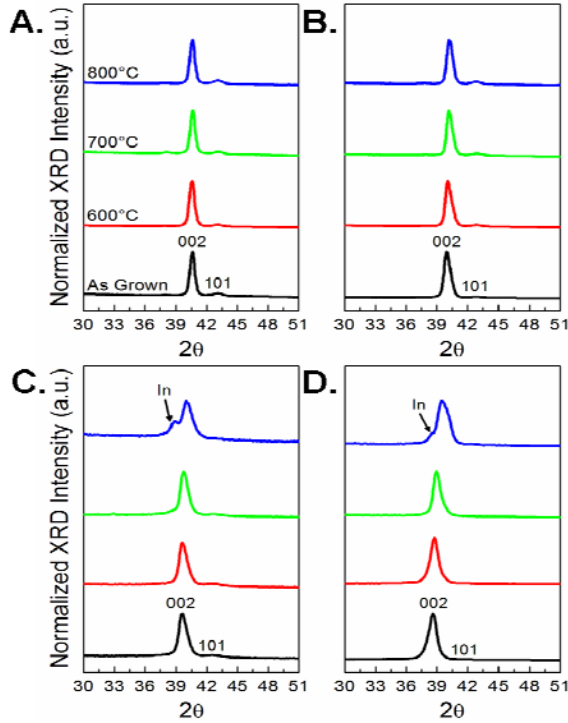 A.
B.
Normalized XRD Intensity (a.u.)
800°C
700°C
600°C
002
002
As Grown
101
101
30 33 36 39 42 45 48 51
30 33 36 39 42 45 48 51
2θ
2θ
C.
D.
Normalized XRD Intensity (a.u.)
In
In
002
002
101
101
30 33 36 39 42 45 48 51
30 33 36 39 42 45 48 51
2θ
2θ